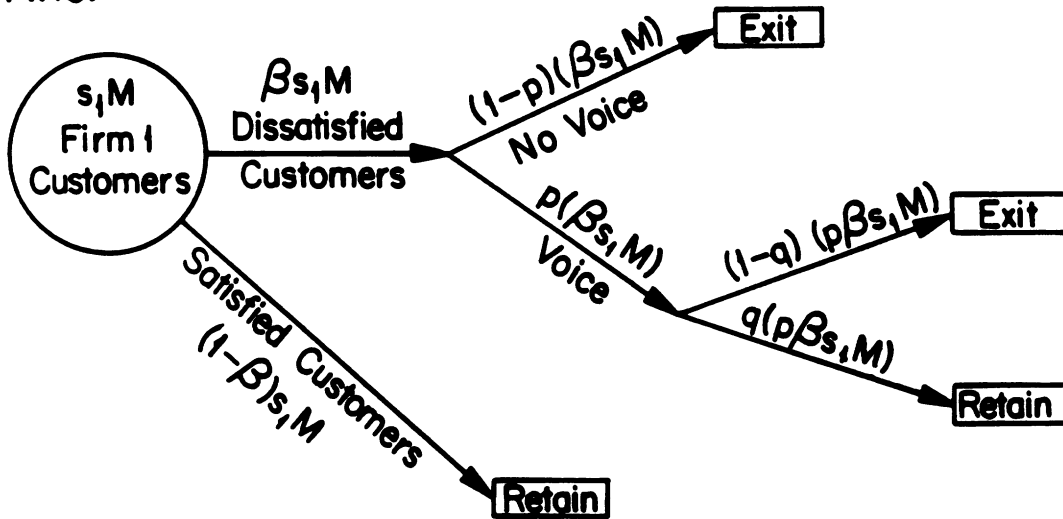 s₁M
Firm 1
Customers
βs₁M
Dissatisfied
Customers
(1-p)(βs₁M)
No Voice
Exit
p(βs₁M)
Voice
(1-q) (pβs₁M)
Exit
q(pβs₁M)
Retain
Satisfied Customers
(1-β)s₁M
Retain